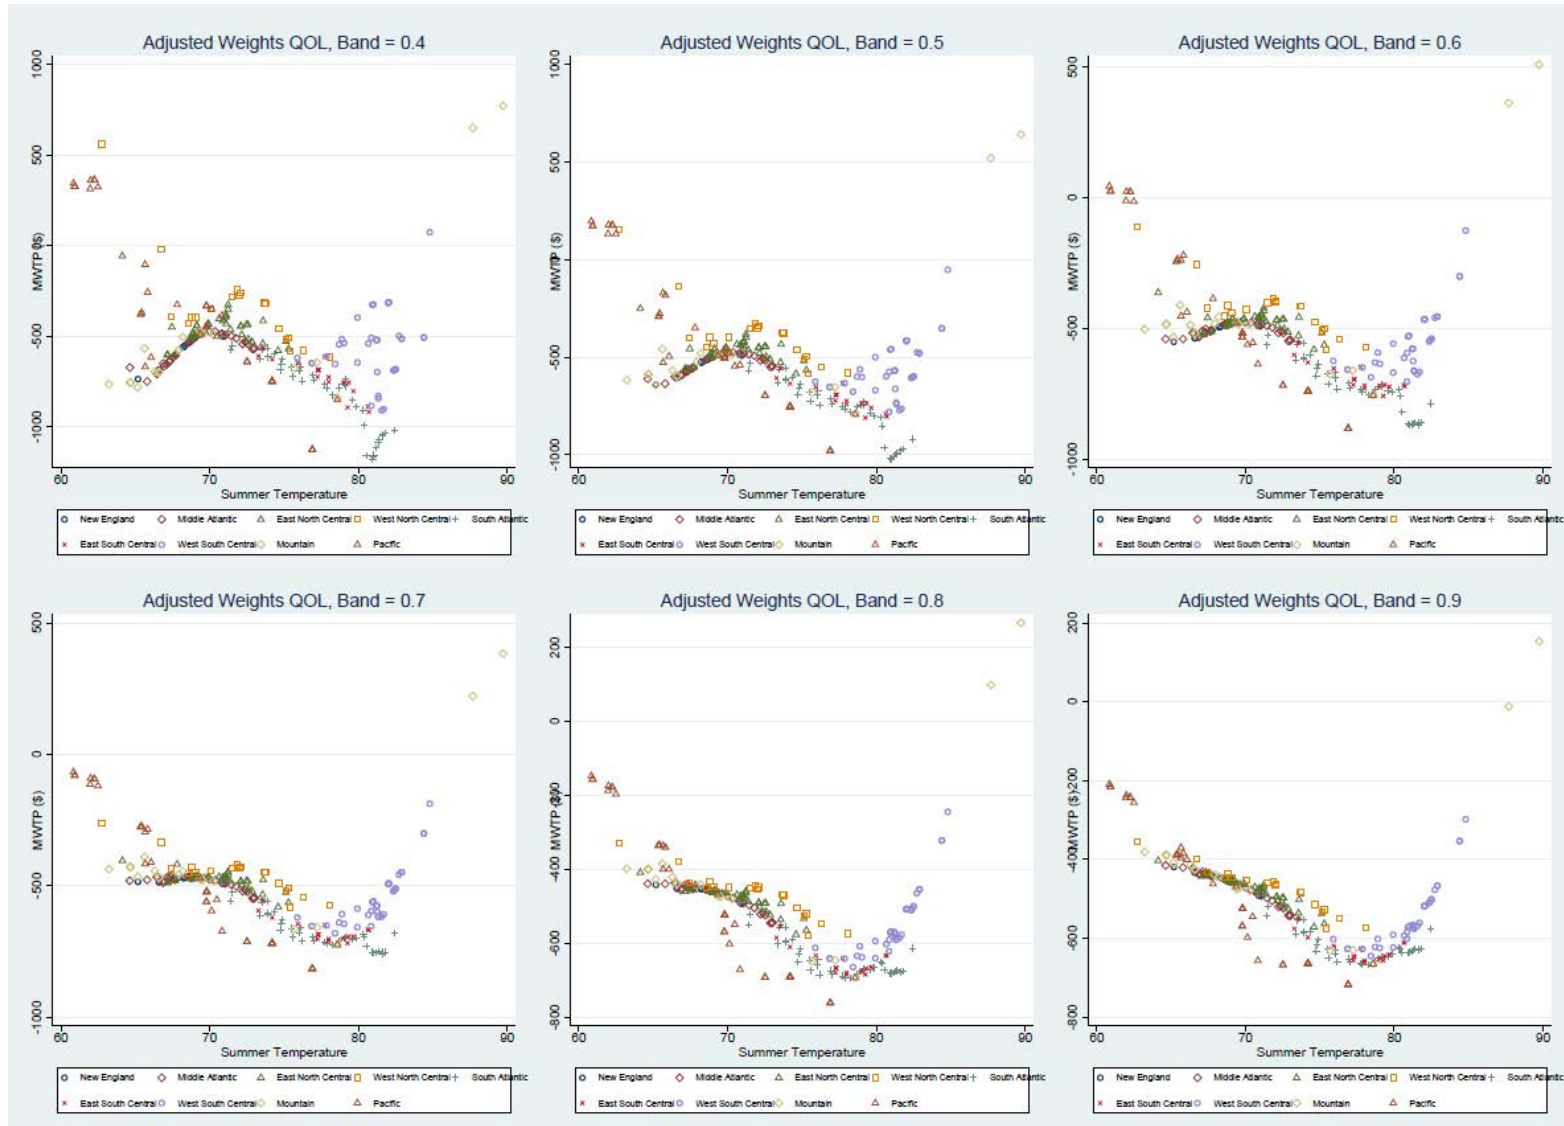 Adjusted Weights QOL, Band = 0.4
1000
500
0
-500
-1000
MWTP ($)
60 70 80 90
Summer Temperature
New England Middle Atlantic East North Central West North Central South Atlantic
East South Central West South Central Mountain Pacific
Adjusted Weights QOL, Band = 0.5
1000
500
0
-500
-1000
MWTP ($)
60 70 80 90
Summer Temperature
New England Middle Atlantic East North Central West North Central South Atlantic
East South Central West South Central Mountain Pacific
Adjusted Weights QOL, Band = 0.6
500
0
-500
-1000
MWTP ($)
60 70 80 90
Summer Temperature
New England Middle Atlantic East North Central West North Central South Atlantic
East South Central West South Central Mountain Pacific
Adjusted Weights QOL, Band = 0.7
500
0
-500
-1000
MWTP ($)
60 70 80 90
Summer Temperature
New England Middle Atlantic East North Central West North Central South Atlantic
East South Central West South Central Mountain Pacific
Adjusted Weights QOL, Band = 0.8
200
0
-200
-400
-600
-800
MWTP ($)
60 70 80 90
Summer Temperature
New England Middle Atlantic East North Central West North Central South Atlantic
East South Central West South Central Mountain Pacific
Adjusted Weights QOL, Band = 0.9
200
0
-200
-400
-600
-800
MWTP ($)
60 70 80 90
Summer Temperature
New England Middle Atlantic East North Central West North Central South Atlantic
East South Central West South Central Mountain Pacific